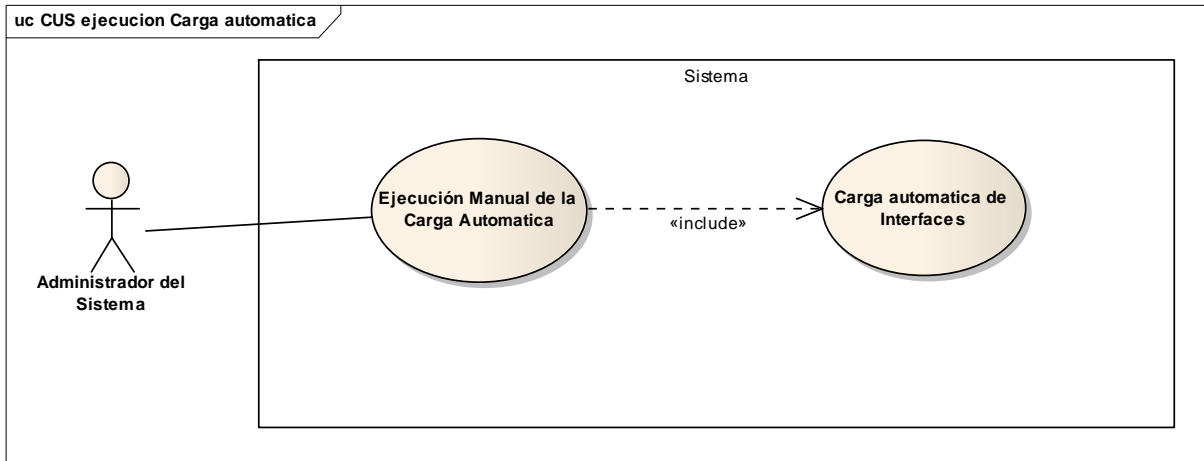 uc CUS ejecucion Carga automatica
Sistema
Ejecución Manual de la
Carga Automatica
Carga automatica de
Interfaces
«include»
Administrador del
Sistema